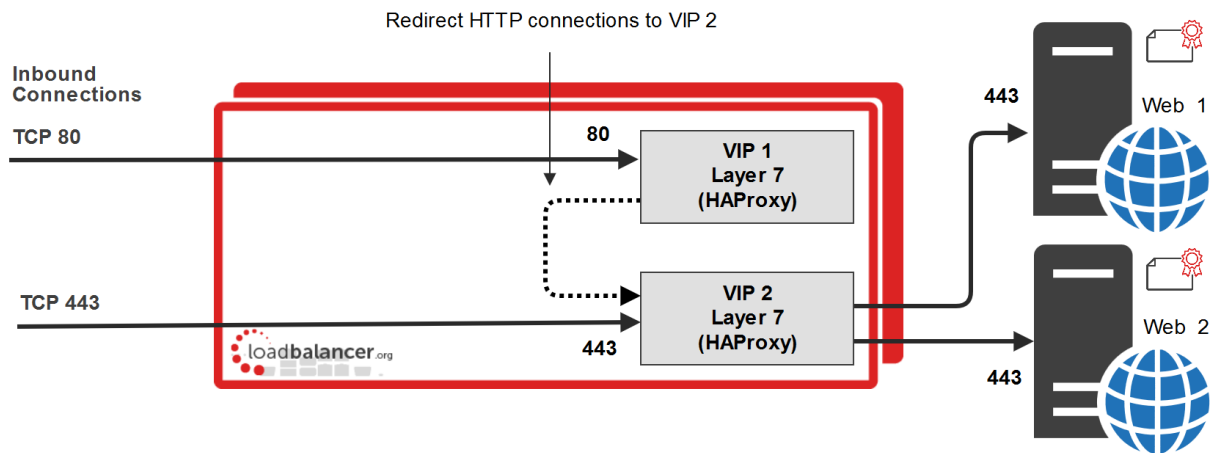 Redirect HTTP connections to VIP 2
Inbound
Connections
TCP 80
80
VIP 1
Layer 7
(HAProxy)
TCP 443
443
VIP 2
Layer 7
(HAProxy)
loadbalancer.org
443
Web 1
443
Web 2